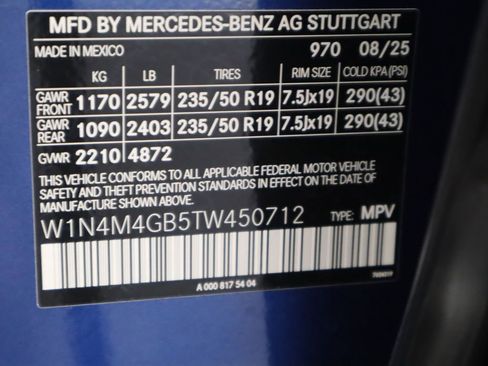 MFD BY MERCEDES-BENZ AG STUTTGART
MADE IN MEXICO 970 08/25
KG LB TIRES RIM SIZE COLD KPA (PSI)
GAWR FRONT 1170 2579 235/50 R19 7.5Jx19 290(43)
GAWR REAR 1090 2403 235/50 R19 7.5Jx19 290(43)
GVWR 2210 4872
THIS VEHICLE CONFORMS TO ALL APPLICABLE FEDERAL MOTOR VEHICLE
SAFETY AND THEFT PREVENTION STANDARDS IN EFFECT ON THE DATE OF
MANUFACTURE SHOWN ABOVE.
W1N4M4GB5TW450712 TYPE: MPV
A 000 817 54 04